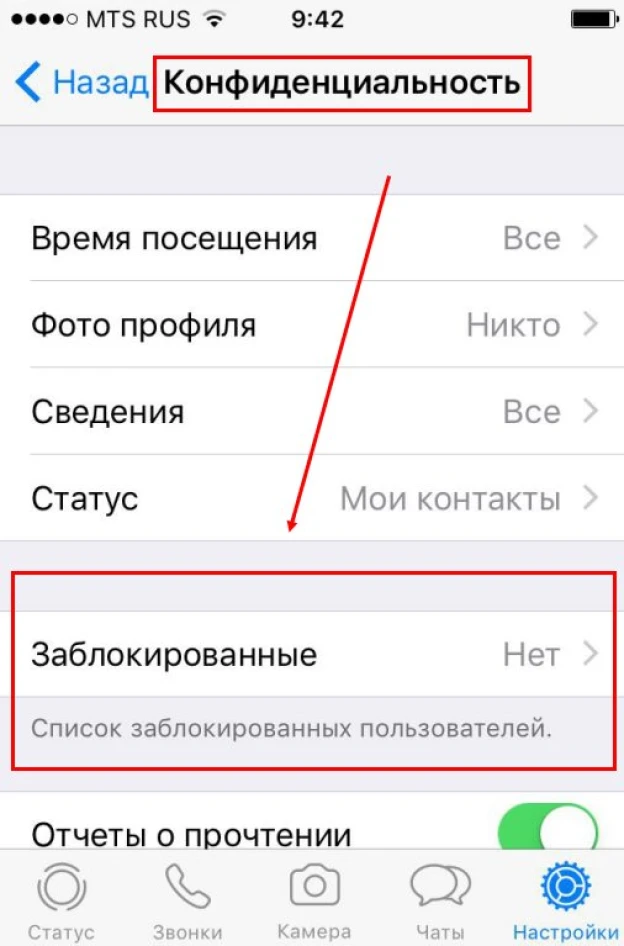 MTS RUS 9:42
Назад Конфиденциальность
Время посещения Все
Фото профиля Никто
Сведения Все
Статус Мои контакты
Заблокированные Нет
Список заблокированных пользователей.
Отчеты о прочтении
Статус Звонки Камера Чаты Настройки